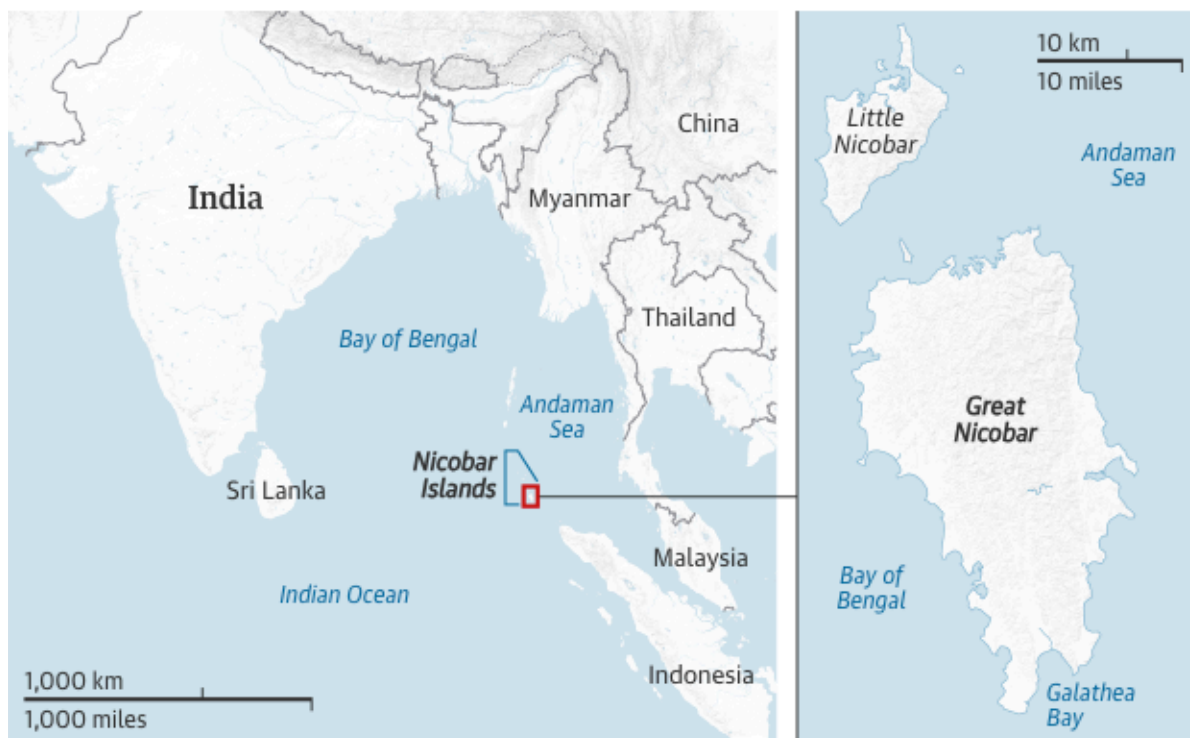 China
India
Myanmar
Thailand
Bay of Bengal
Andaman
Sea
Nicobar
Islands
Sri Lanka
Malaysia
Indian Ocean
Indonesia
1,000 km
1,000 miles
10 km
10 miles
Little
Nicobar
Andaman
Sea
Great
Nicobar
Bay of
Bengal
Galathea
Bay